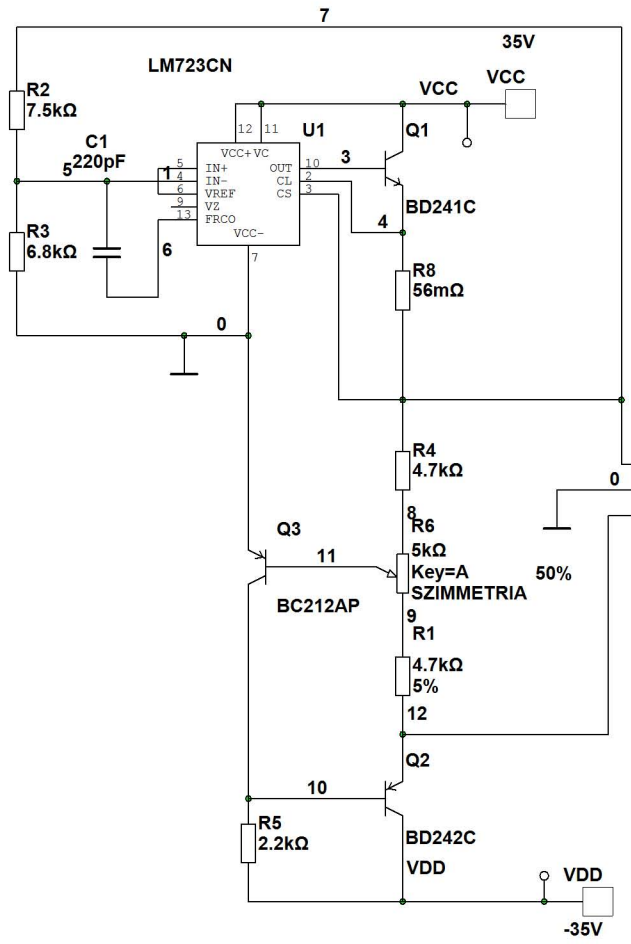 7
35V
LM723CN
VCC
VCC
R2
7.5kΩ
Q1
C1
220pF
12
11
U1
VCC+
VC
5
1
5
IN+
OUT
10
3
4
IN-
CL
2
6
VREF
CS
3
9
VZ
13
FRCO
BD241C
R3
6.8kΩ
VCC-
4
6
7
R8
56mΩ
0
R4
4.7kΩ
0
8
R6
Q3
5kΩ
11
Key=A
50%
SZIMMETRIA
BC212AP
9
R1
4.7kΩ
5%
12
Q2
10
R5
2.2kΩ
BD242C
VDD
VDD
-35V